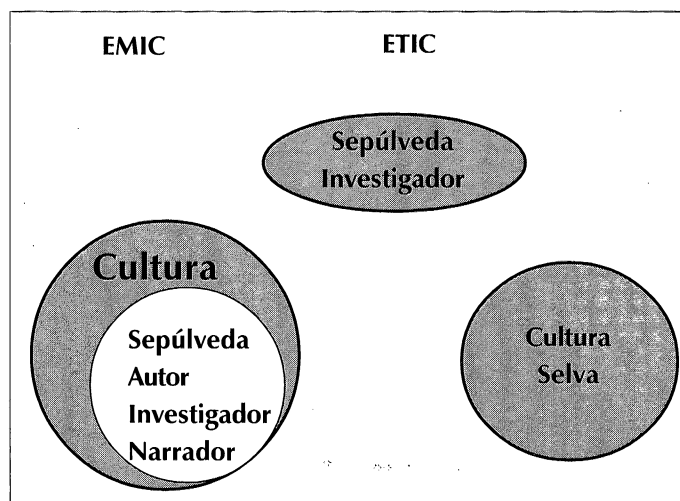 EMIC
ETIC
Sepúlveda
Investigador
Cultura
Sepúlveda
Autor
Investigador
Narrador
Cultura
Selva